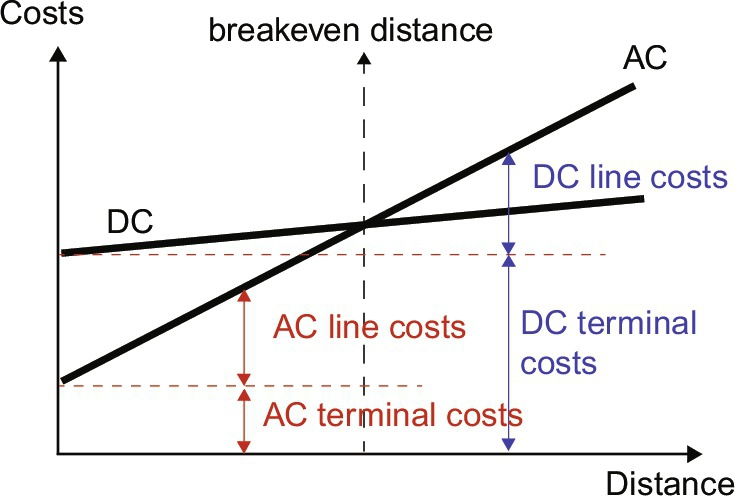 Costs
breakeven distance
AC
DC line costs
DC
AC line costs
DC terminal
costs
AC terminal costs
Distance